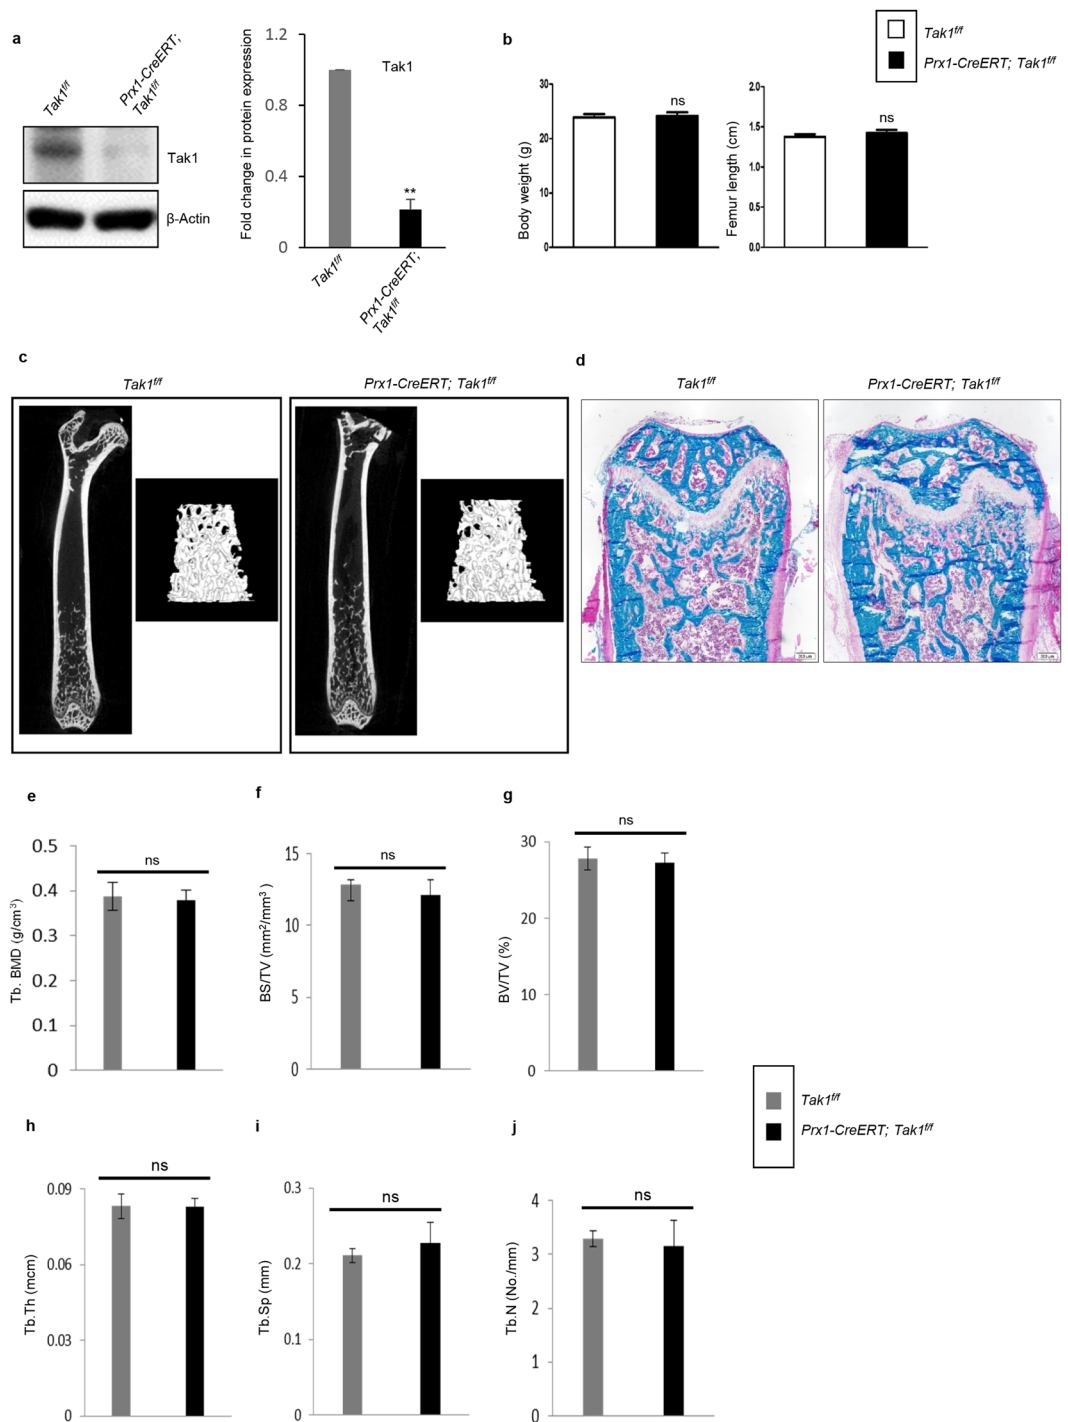 a
Tak1f/f
Prx1-CreERT;
Tak1f/f
Tak1
β-Actin
Fold change in protein expression
1.2
0.8
0.4
0
Tak1
**
Tak1f/f
Prx1-CreERT;
Tak1f/f
b
Tak1f/f
Prx1-CreERT; Tak1f/f
Body weight (g)
30
20
10
0
ns
Femur length (cm)
2.0
1.5
1.0
0.5
0.0
ns
c
Tak1f/f
Prx1-CreERT; Tak1f/f
d
Tak1f/f
Prx1-CreERT; Tak1f/f
e
Tb. BMD (g/cm3)
0.5
0.4
0.3
0.2
0.1
0
ns
f
BS/TV (mm2/mm3 )
15
10
5
0
ns
g
BV/TV (%)
30
20
10
0
ns
Tak1f/f
Prx1-CreERT; Tak1f/f
h
Tb.Th (mcm)
0.09
0.06
0.03
0
ns
i
Tb.Sp (mm)
0.3
0.2
0.1
0
ns
j
Tb.N (No./mm)
4
3
2
1
0
ns